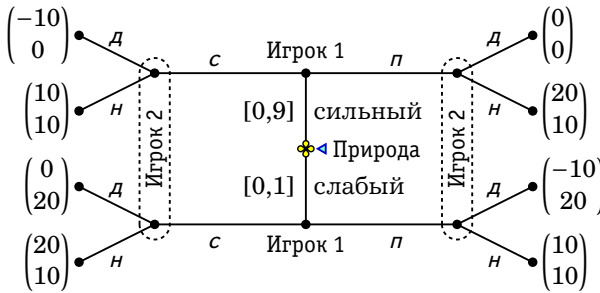 (−10 0) д (0 0) д
с Игрок 1 п
(10 10) н (20 10) н
[0,9] сильный
Игрок 2 Природа Игрок 2
[0,1] слабый
(0 20) д (−10 20) д
с Игрок 1 п
(20 10) н (10 10) н